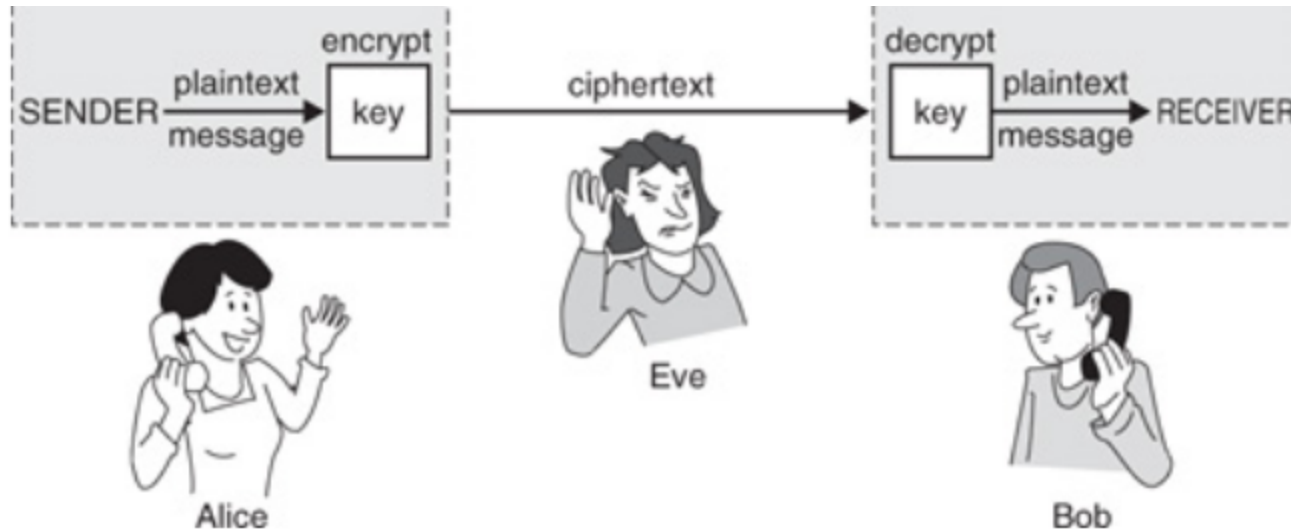 encrypt
decrypt
SENDER
plaintext
message
key
ciphertext
key
plaintext
message
RECEIVER
Eve
Alice
Bob